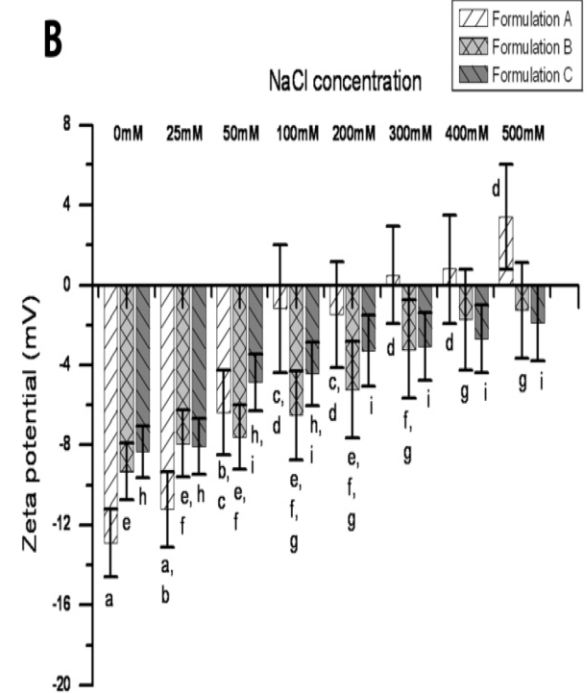 B
Formulation A
Formulation B
Formulation C
NaCl concentration
0mM 25mM 50mM 100mM 200mM 300mM 400mM 500mM
Zeta potential (mV)
8
4
0
-4
-8
-12
-16
-20
a
e
h
a,
b
e,
f
h
b,
c
e,
f
h,
i
c,
d
e,
f,
g
h,
i
c,
d
e,
f,
g
i
d
f,
g
i
d
g
i
d
g
i